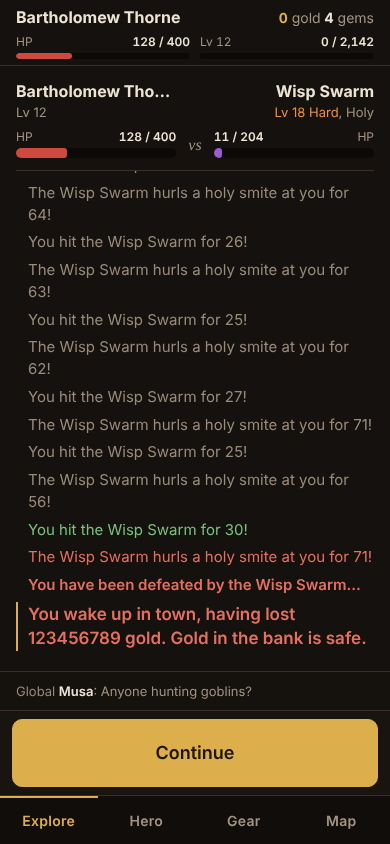 Bartholomew Thorne
0 gold 4 gems
HP 128 / 400
Lv 12 0 / 2,142
Bartholomew Tho...
Wisp Swarm
Lv 12
Lv 18 Hard, Holy
HP 128 / 400
vs
11 / 204 HP
The Wisp Swarm hurls a holy smite at you for
64!
You hit the Wisp Swarm for 26!
The Wisp Swarm hurls a holy smite at you for
63!
You hit the Wisp Swarm for 25!
The Wisp Swarm hurls a holy smite at you for
62!
You hit the Wisp Swarm for 27!
The Wisp Swarm hurls a holy smite at you for 71!
You hit the Wisp Swarm for 25!
The Wisp Swarm hurls a holy smite at you for
56!
You hit the Wisp Swarm for 30!
The Wisp Swarm hurls a holy smite at you for 71!
You have been defeated by the Wisp Swarm...
You wake up in town, having lost
123456789 gold. Gold in the bank is safe.
Global Musa: Anyone hunting goblins?
Continue
Explore
Hero
Gear
Map